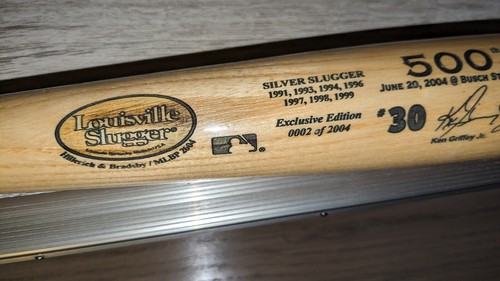 Louisville
Slugger®
Hillerich & Bradsby / MLBP 2004
SILVER SLUGGER
1991, 1993, 1994, 1996
1997, 1998, 1999
Exclusive Edition
0002 of 2004
500
JUNE 20, 2004 @ BUSCH ST
#30
Ken Griffey Jr.